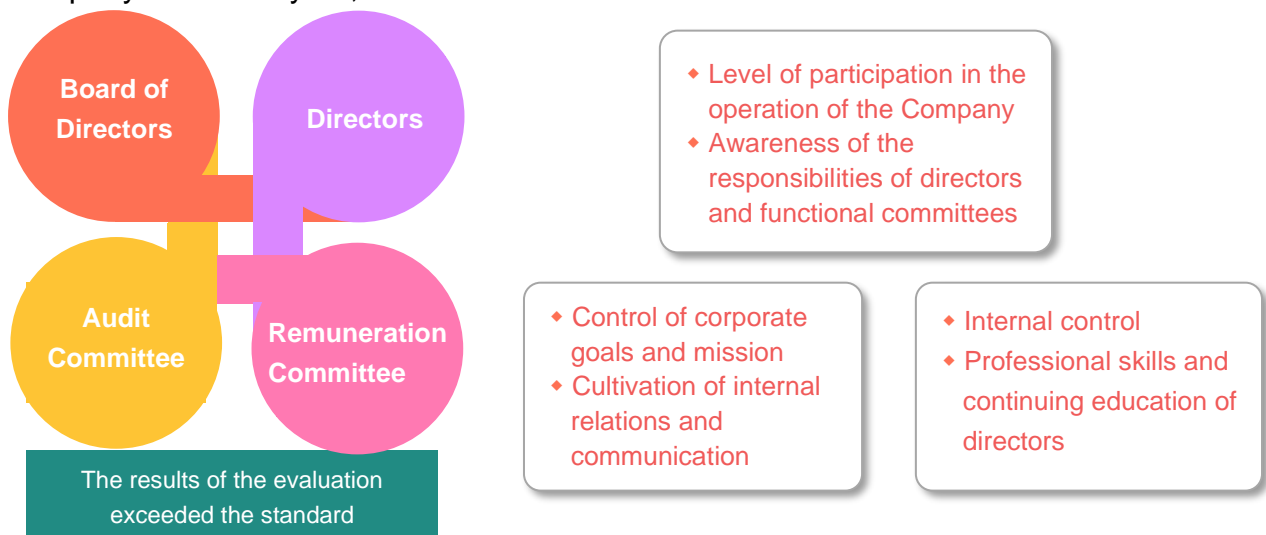 Board of
Directors
Directors
Audit
Committee
Remuneration
Committee
The results of the evaluation
exceeded the standard
◆ Level of participation in the
operation of the Company
◆ Awareness of the
responsibilities of directors
and functional committees
◆ Control of corporate
goals and mission
◆ Cultivation of internal
relations and
communication
◆ Internal control
◆ Professional skills and
continuing education of
directors